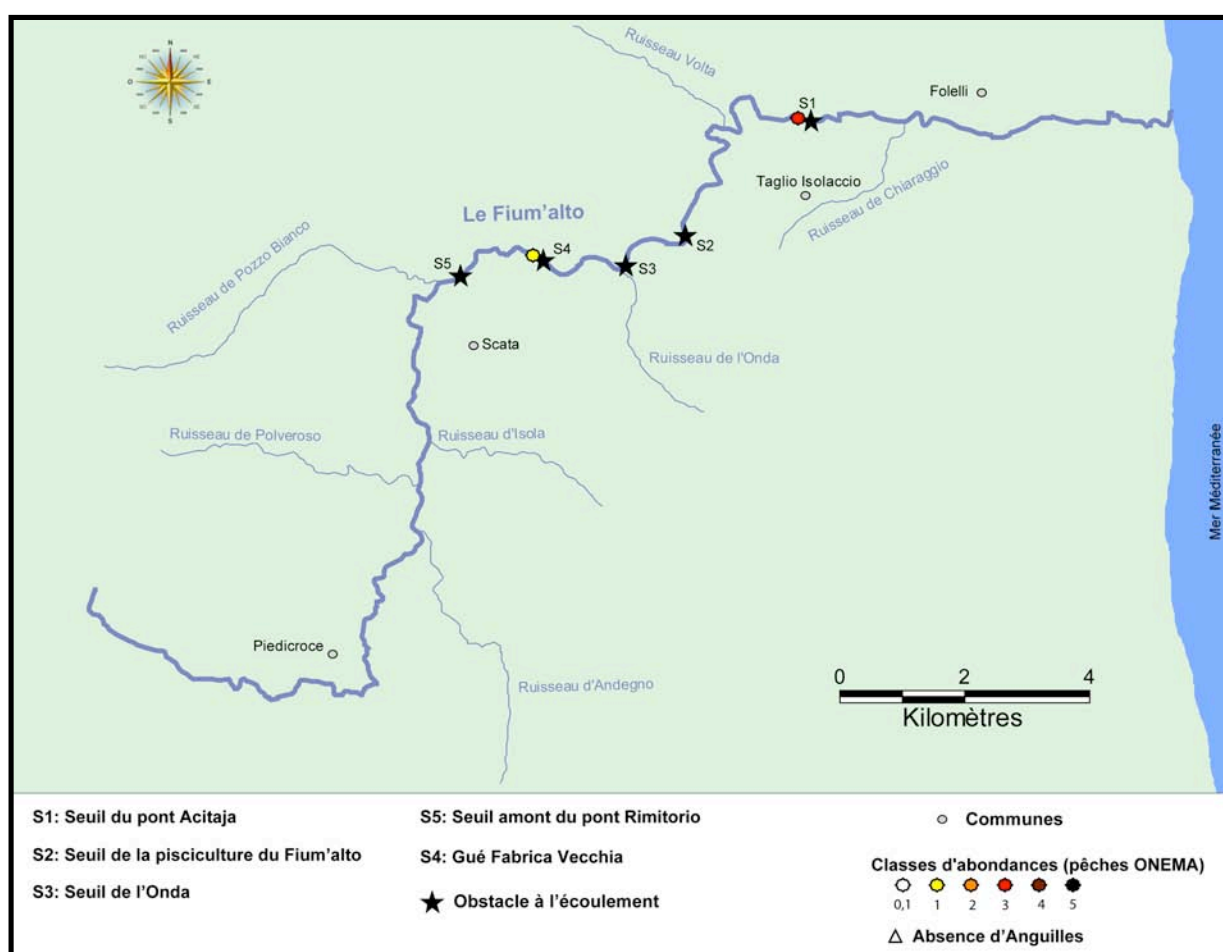 N
O
E
S
Ruisseau Volta
Folelli
S1
Taglio Isolaccio
Ruisseau de Chiaraggio
Le Fium'alto
S2
S3
S4
S5
Ruisseau de Pozzo Bianco
Scata
Ruisseau de l'Onda
Ruisseau de Polveroso
Ruisseau d'Isola
Mer Méditerranée
Piedicroce
Ruisseau d'Andegno
0 2 4
Kilomètres
S1: Seuil du pont Acitaja
S2: Seuil de la pisciculture du Fium'alto
S3: Seuil de l'Onda
S5: Seuil amont du pont Rimitorio
S4: Gué Fabrica Vecchia
Obstacle à l'écoulement
Communes
Classes d'abondances (pêches ONEMA)
0,1 1 2 3 4 5
Absence d'Anguilles